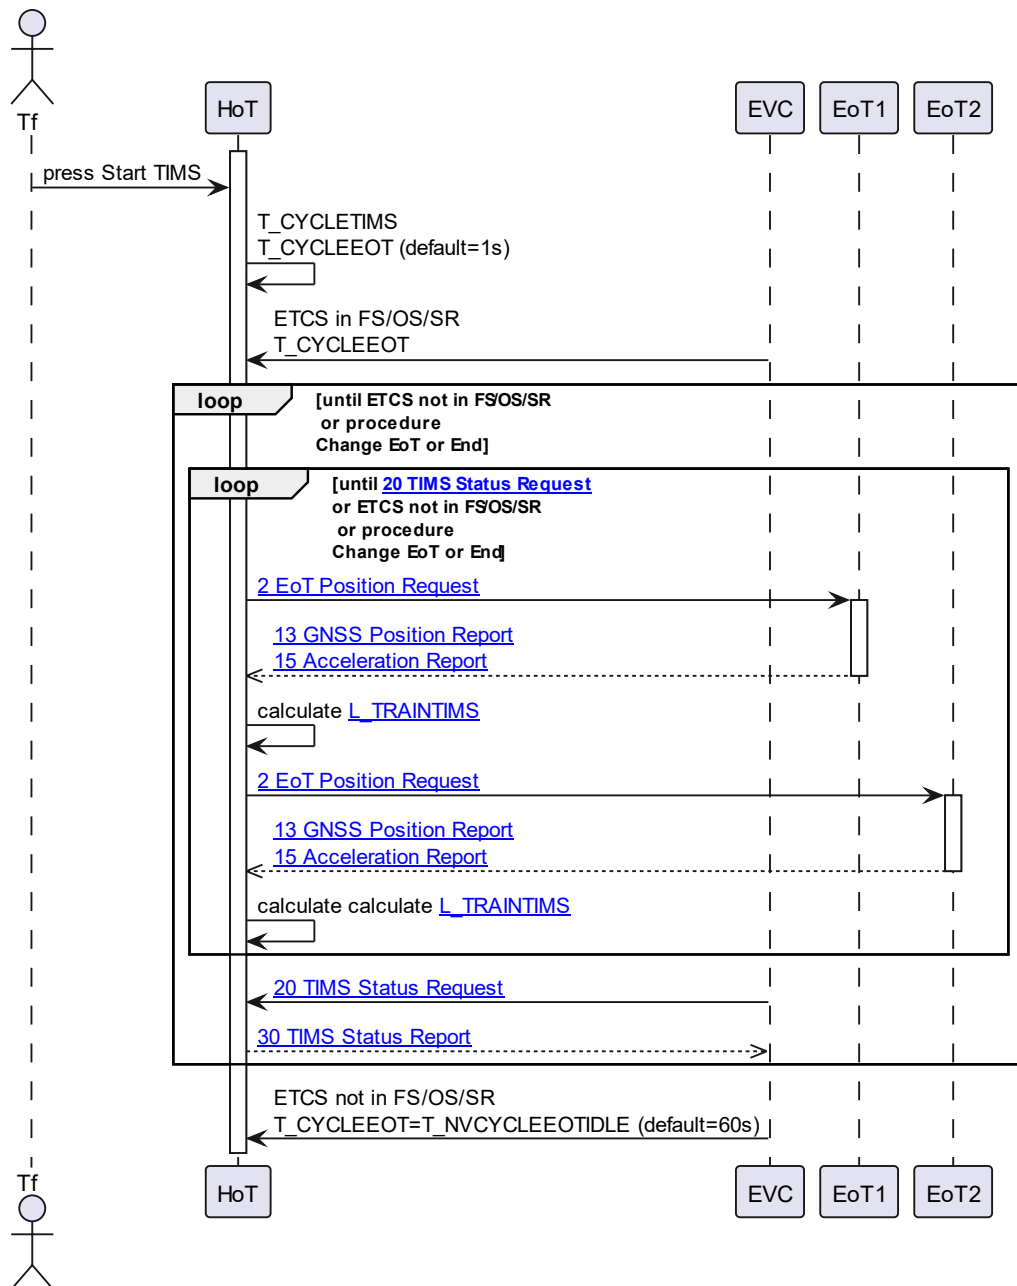 Tf
HoT
EVC
EoT1
EoT2
press Start TIMS
T_CYCLETIMS
T_CYCLEEOT (default=1s)
ETCS in FS/OS/SR
T_CYCLEEOT
loop
[until ETCS not in FS/OS/SR
or procedure
Change EoT or End]
loop
[until 20 TIMS Status Request
or ETCS not in FS/OS/SR
or procedure
Change EoT or End]
2 EoT Position Request
13 GNSS Position Report
15 Acceleration Report
calculate L_TRAINTIMS
2 EoT Position Request
13 GNSS Position Report
15 Acceleration Report
calculate calculate L_TRAINTIMS
20 TIMS Status Request
30 TIMS Status Report
ETCS not in FS/OS/SR
T_CYCLEEOT=T_NVCYCLEEOTIDLE (default=60s)
Tf
HoT
EVC
EoT1
EoT2